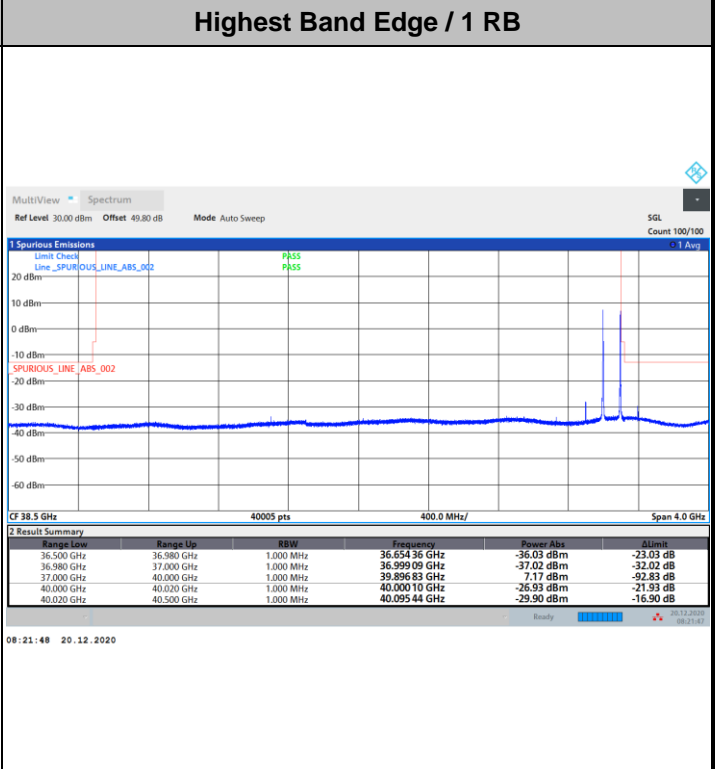 Highest Band Edge / 1 RB
MultiView Spectrum
Ref Level 30.00 dBm Offset 49.80 dB Mode Auto Sweep SGL
Count 100/100
1 Spurious Emissions 1 Avg
Limit Check PASS
Line _SPURIOUS_LINE_ABS_002 PASS
20 dBm
10 dBm
0 dBm
-10 dBm
_SPURIOUS_LINE_ABS_002
-20 dBm
-30 dBm
-40 dBm
-50 dBm
-60 dBm
CF 38.5 GHz 40005 pts 400.0 MHz/ Span 4.0 GHz
2 Result Summary
Range Low Range Up RBW Frequency Power Abs ΔLimit
36.500 GHz 36.980 GHz 1.000 MHz 36.654 36 GHz -36.03 dBm -23.03 dB
36.980 GHz 37.000 GHz 1.000 MHz 36.999 09 GHz -37.02 dBm -32.02 dB
37.000 GHz 40.000 GHz 1.000 MHz 39.896 83 GHz 7.17 dBm -92.83 dB
40.000 GHz 40.020 GHz 1.000 MHz 40.000 10 GHz -26.93 dBm -21.93 dB
40.020 GHz 40.500 GHz 1.000 MHz 40.095 44 GHz -29.90 dBm -16.90 dB
Ready 20.12.2020
08:21:47
08:21:48 20.12.2020